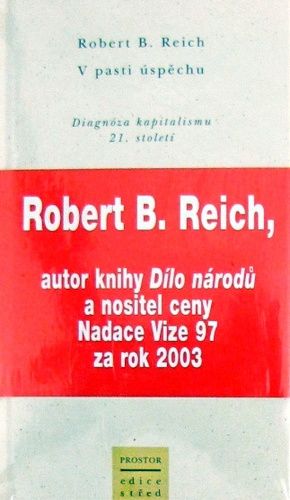 Robert B. Reich
V pasti úspěchu
Diagnóza kapitalismu
21. století
Robert B. Reich,
autor knihy Dílo národů
a nositel ceny
Nadace Vize 97
za rok 2003
PROSTOR
edice
střed